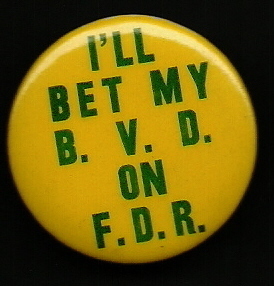 I'LL
BET MY
B. V. D.
ON
F.D.R.